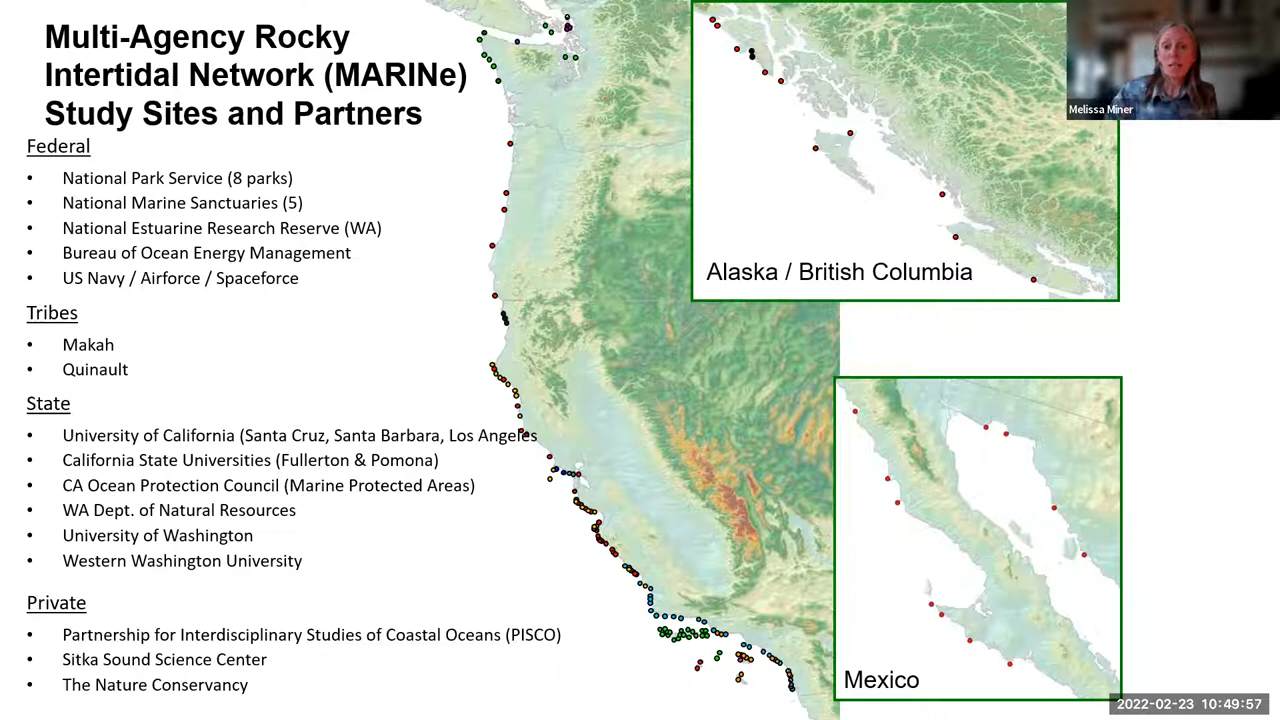 Multi-Agency Rocky
Intertidal Network (MARINe)
Study Sites and Partners
Federal
• National Park Service (8 parks)
• National Marine Sanctuaries (5)
• National Estuarine Research Reserve (WA)
• Bureau of Ocean Energy Management
• US Navy / Airforce / Spaceforce
Tribes
• Makah
• Quinault
State
• University of California (Santa Cruz, Santa Barbara, Los Angeles
• California State Universities (Fullerton & Pomona)
• CA Ocean Protection Council (Marine Protected Areas)
• WA Dept. of Natural Resources
• University of Washington
• Western Washington University
Private
• Partnership for Interdisciplinary Studies of Coastal Oceans (PISCO)
• Sitka Sound Science Center
• The Nature Conservancy
Alaska / British Columbia
Melissa Miner
Mexico
2022-02-23 10:49:57